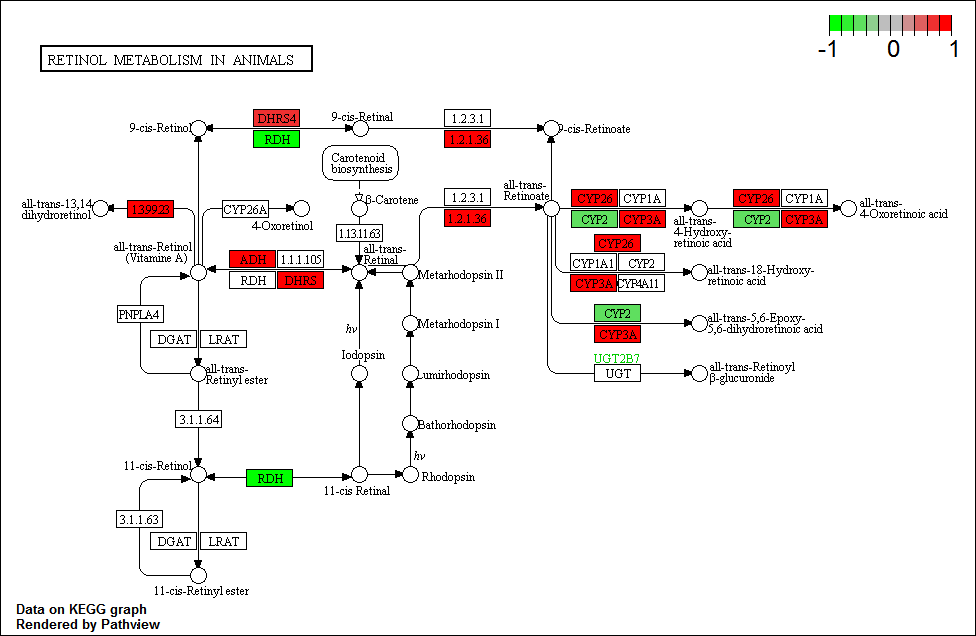 -1 0 1
RETINOL METABOLISM IN ANIMALS
9-cis-Retinol
DHRS4
RDH
9-cis-Retinal
1.2.3.1
1.2.1.36
9-cis-Retinoate
Carotenoid
biosynthesis
β-Carotene
1.13.11.63
all-trans-13,14-
dihydroretinol
1.3.99.23
CYP26A
4-Oxoretinol
all-trans-Retinol
(Vitamine A)
ADH
1.1.1.105
RDH
DHRS
all-trans-
Retinal
1.2.3.1
1.2.1.36
all-trans-
Retinoate
CYP26
CYP1A
CYP2
CYP3A
all-trans-
4-Hydroxy-
retinoic acid
CYP26
CYP1A
CYP2
CYP3A
all-trans-
4-Oxoretinoic acid
CYP26
CYP1A1
CYP2
CYP3A
CYP4A11
all-trans-18-Hydroxy-
retinoic acid
CYP2
CYP3A
all-trans-5,6-Epoxy-
5,6-dihydroretinoic acid
UGT2B7
UGT
all-trans-Retinoyl
β-glucuronide
Metarhodopsin II
Metarhodopsin I
Lumirhodopsin
Bathorhodopsin
hν
Rhodopsin
hν
Iodopsin
PNPLA4
DGAT
LRAT
all-trans-
Retinyl ester
3.1.1.64
11-cis-Retinol
RDH
11-cis Retinal
3.1.1.63
DGAT
LRAT
11-cis-Retinyl ester
Data on KEGG graph
Rendered by Pathview